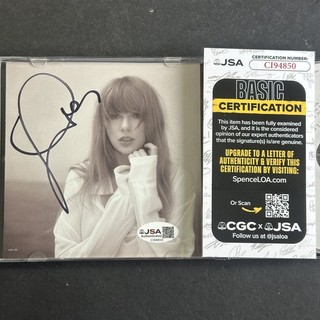 JSA
CERTIFICATION NUMBER:
CI94850
BASIC
CERTIFICATION
This item has been fully examined
by JSA, and it is the considered
opinion of our expert authenticators
that the signature(s) is/are genuine.
UPGRADE TO A LETTER OF
AUTHENTICITY & VERIFY THIS
CERTIFICATION BY VISITING:
SpenceLOA.com
Or Scan
CGC x JSA
Follow us at @jsaloa
JSA
Authenticated
CI94850